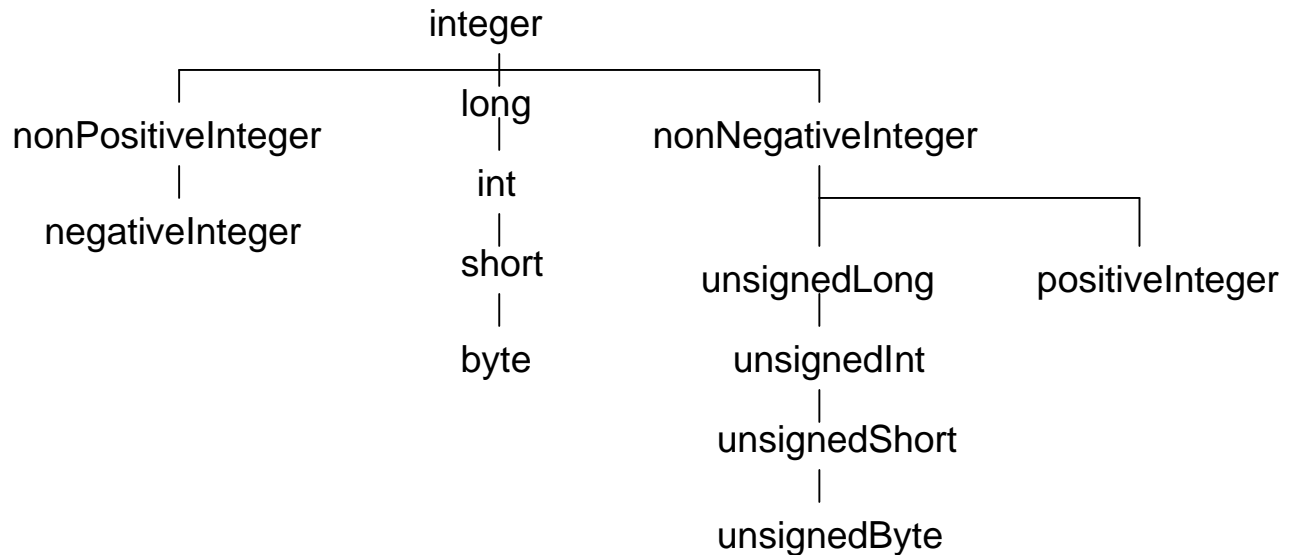 integer
long
nonPositiveInteger
nonNegativeInteger
int
negativeInteger
short
unsignedLong
positiveInteger
byte
unsignedInt
unsignedShort
unsignedByte